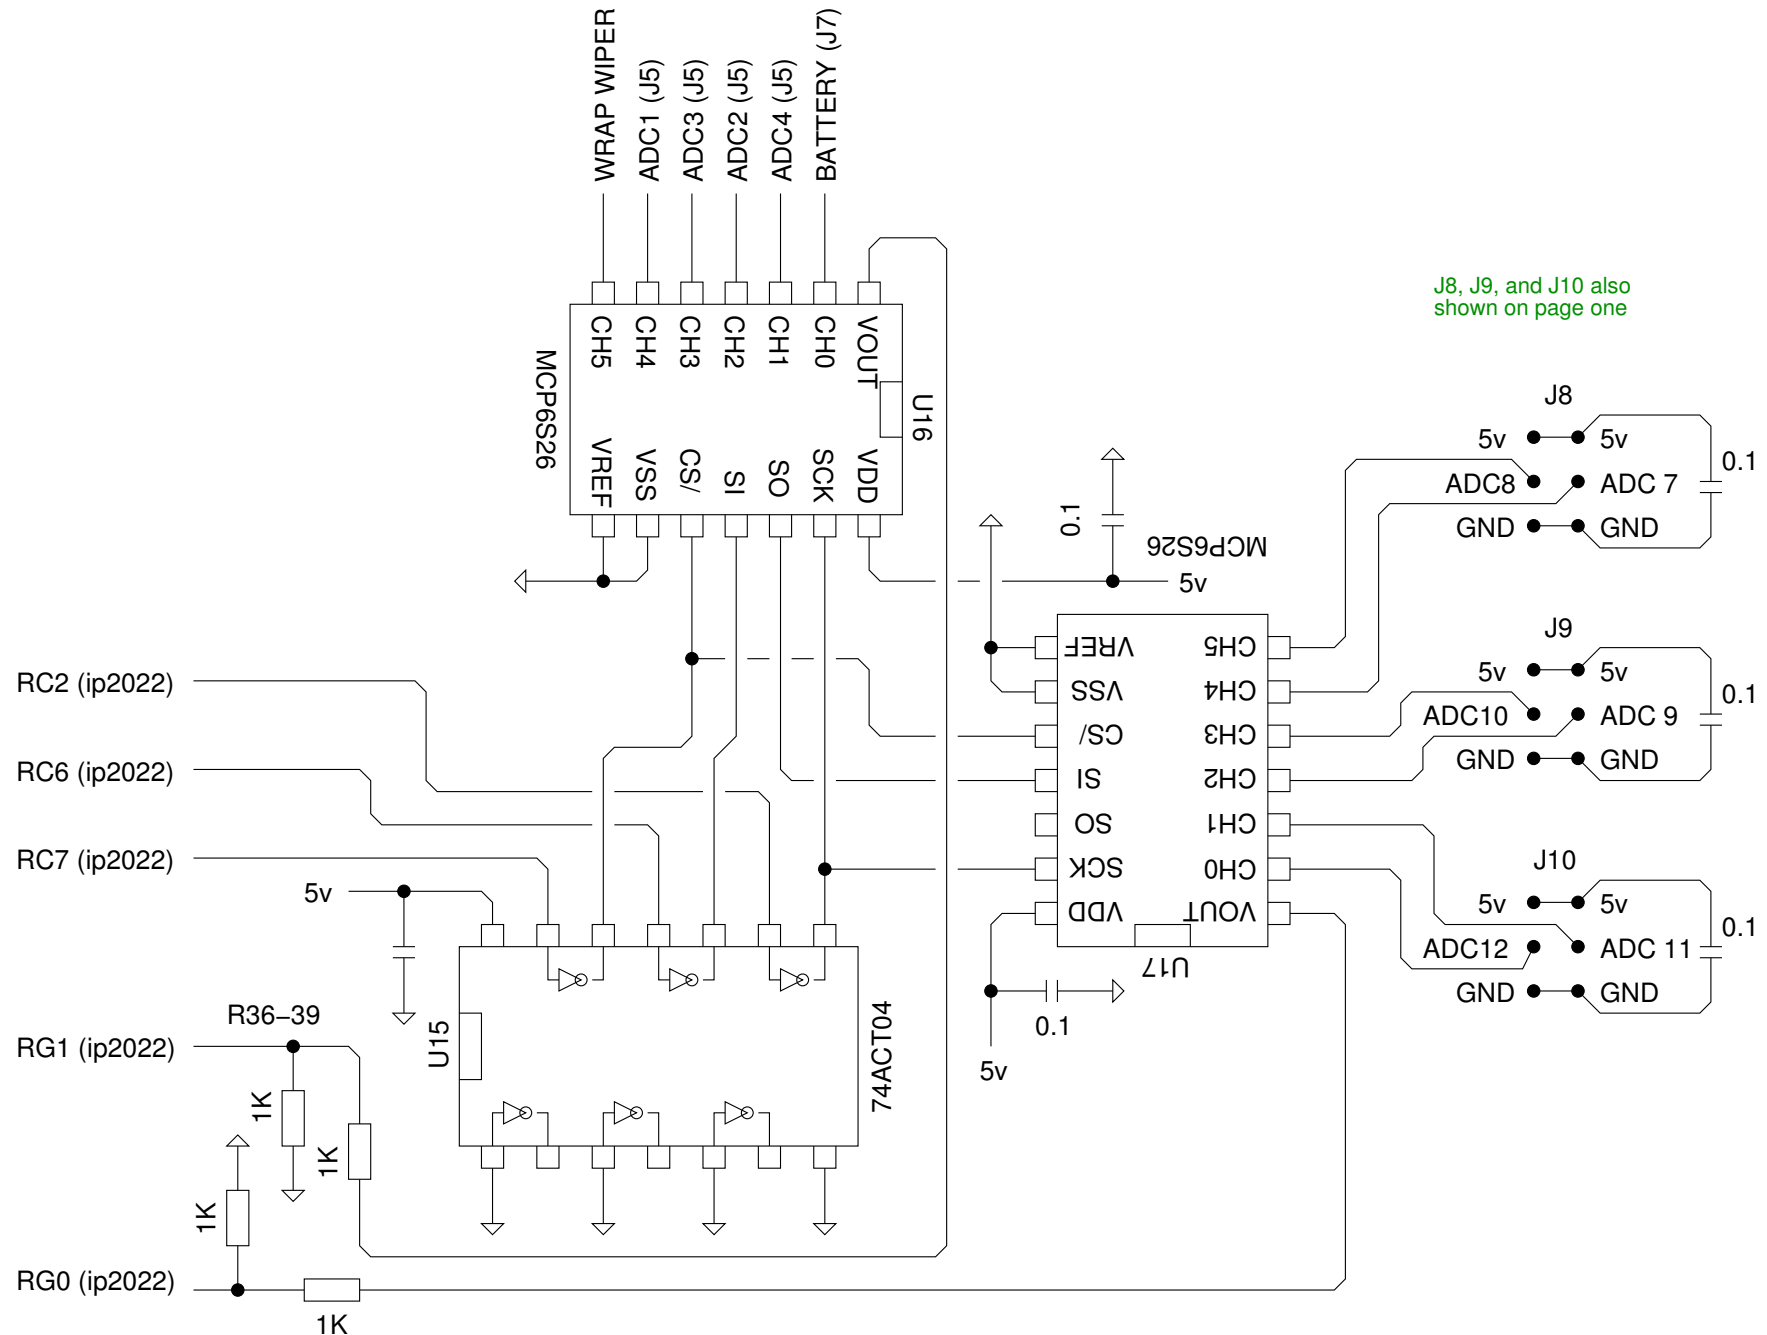 WRAP WIPER
ADC1 (J5)
ADC3 (J5)
ADC2 (J5)
ADC4 (J5)
BATTERY (J7)
CH5
CH4
CH3
CH2
CH1
CH0
VOUT
MCP6S26
U16
VREF
VSS
CS/
SI
SO
SCK
VDD
J8, J9, and J10 also
shown on page one
J8
5v
5v
ADC8
ADC 7
0.1
GND
GND
0.1
MCP6S26
5v
VREF
CH5
VSS
CH4
CS/
CH3
SI
CH2
SO
CH1
SCK
CH0
VDD
VOUT
U17
0.1
5v
J9
5v
5v
0.1
ADC10
ADC 9
GND
GND
J10
5v
5v
0.1
ADC12
ADC 11
GND
GND
RC2 (ip2022)
RC6 (ip2022)
RC7 (ip2022)
5v
R36–39
RG1 (ip2022)
U15
74ACT04
1K
1K
1K
RG0 (ip2022)
1K